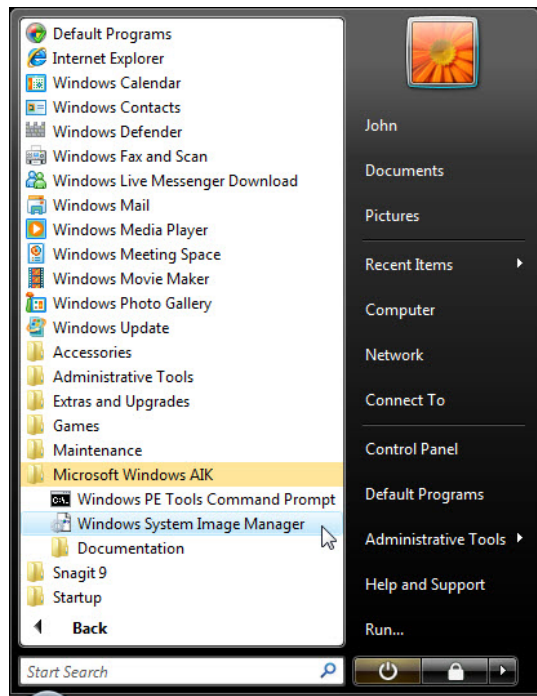 Default Programs
Internet Explorer
Windows Calendar
Windows Contacts
Windows Defender
Windows Fax and Scan
Windows Live Messenger Download
Windows Mail
Windows Media Player
Windows Meeting Space
Windows Movie Maker
Windows Photo Gallery
Windows Update
Accessories
Administrative Tools
Extras and Upgrades
Games
Maintenance
Microsoft Windows AIK
Windows PE Tools Command Prompt
Windows System Image Manager
Documentation
Snagit 9
Startup
Back
Start Search
John
Documents
Pictures
Recent Items
Computer
Network
Connect To
Control Panel
Default Programs
Administrative Tools
Help and Support
Run...